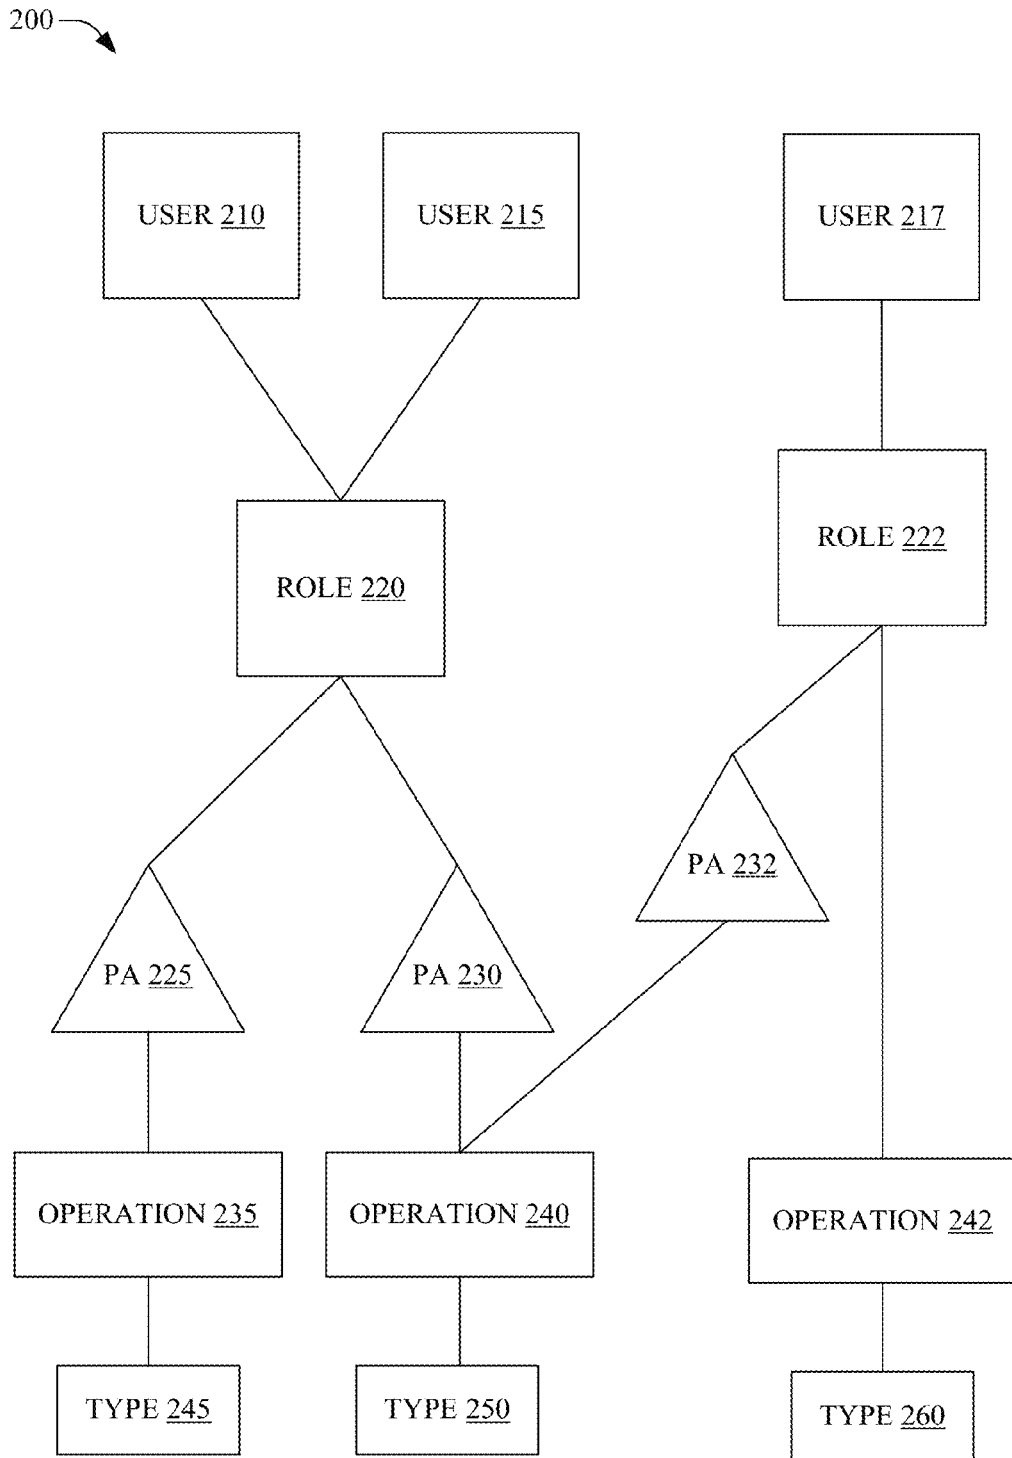 200
USER 210
USER 215
USER 217
ROLE 220
ROLE 222
PA 225
PA 230
PA 232
OPERATION 235
OPERATION 240
OPERATION 242
TYPE 245
TYPE 250
TYPE 260